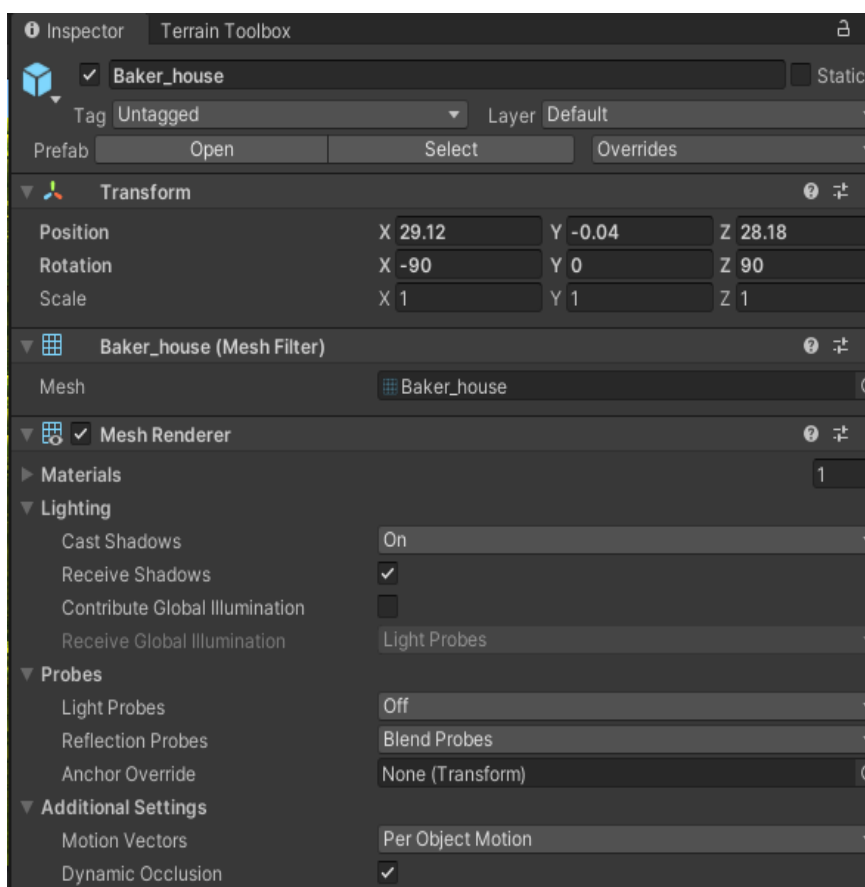 Inspector Terrain Toolbox
Baker_house Static
Tag Untagged Layer Default
Prefab Open Select Overrides
Transform
Position X 29.12 Y -0.04 Z 28.18
Rotation X -90 Y 0 Z 90
Scale X 1 Y 1 Z 1
Baker_house (Mesh Filter)
Mesh Baker_house
Mesh Renderer
Materials 1
Lighting
Cast Shadows On
Receive Shadows
Contribute Global Illumination
Receive Global Illumination Light Probes
Probes
Light Probes Off
Reflection Probes Blend Probes
Anchor Override None (Transform)
Additional Settings
Motion Vectors Per Object Motion
Dynamic Occlusion